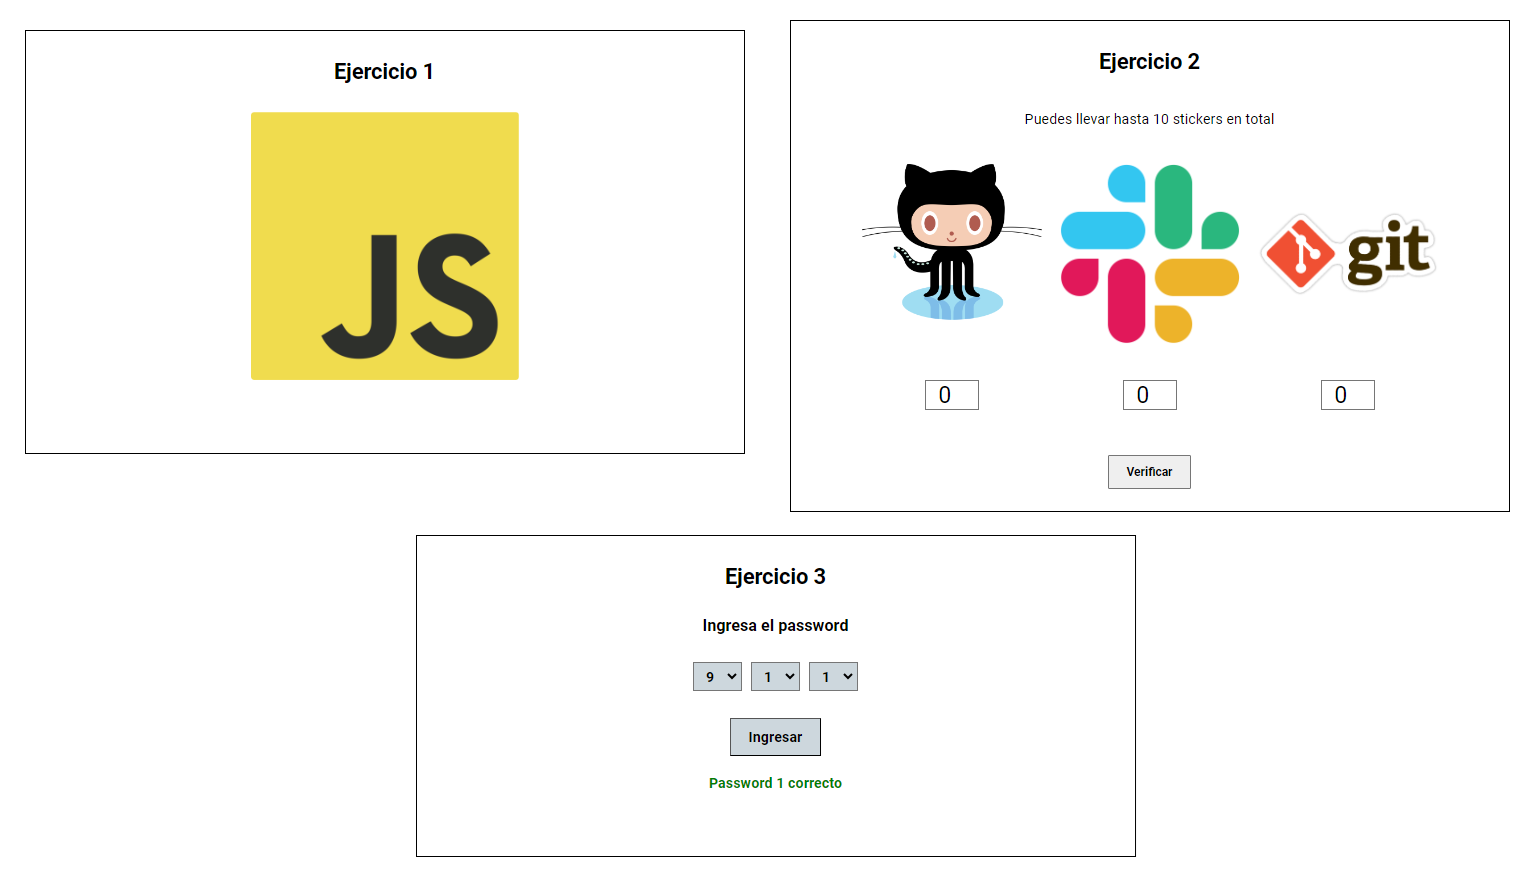 Ejercicio 1
JS
Ejercicio 2
Puedes llevar hasta 10 stickers en total
git
0
0
0
Verificar
Ejercicio 3
Ingresa el password
9
1
1
Ingresar
Password 1 correcto